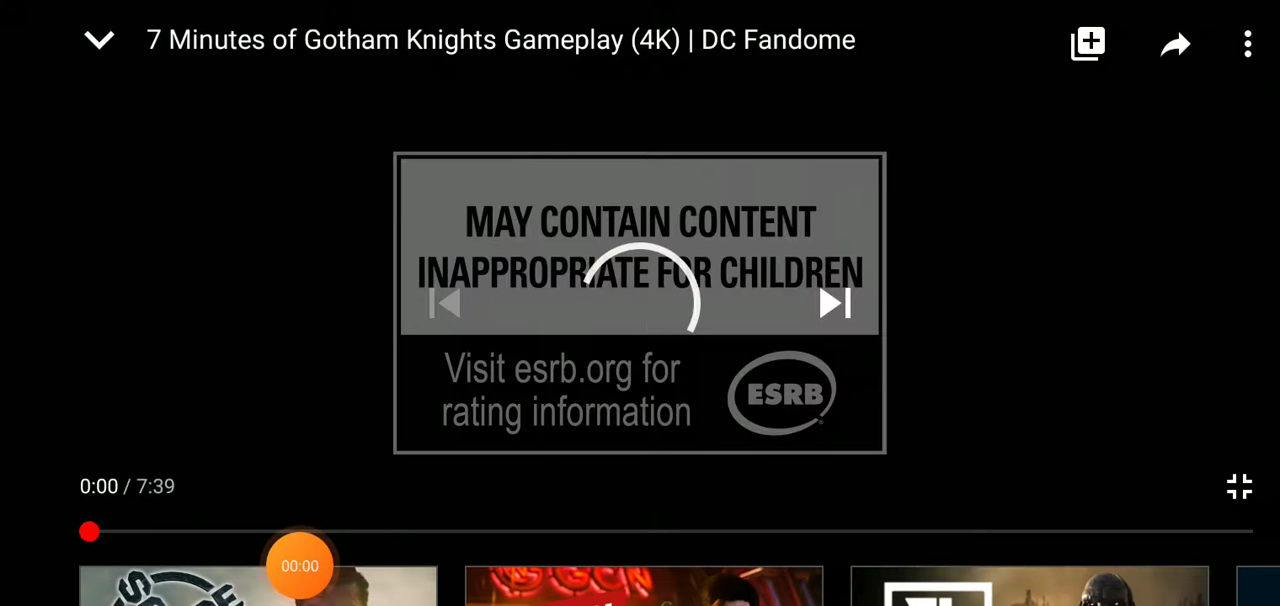 7 Minutes of Gotham Knights Gameplay (4K) | DC Fandome
MAY CONTAIN CONTENT
INAPPROPRIATE FOR CHILDREN
Visit esrb.org for
rating information
ESRB
0:00 / 7:39
00:00